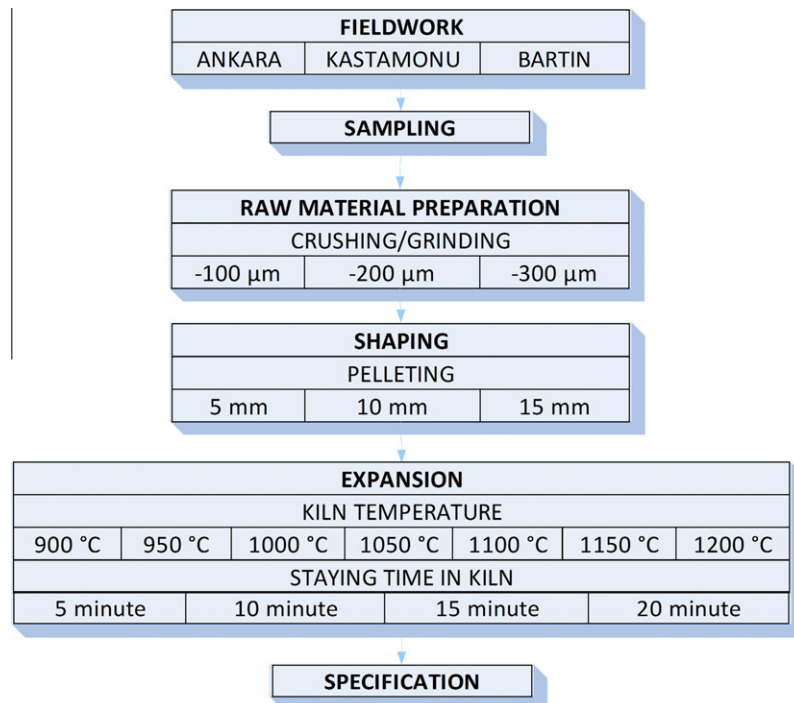 FIELDWORK
ANKARA KASTAMONU BARTIN
SAMPLING
RAW MATERIAL PREPARATION
CRUSHING/GRINDING
-100 µm -200 µm -300 µm
SHAPING
PELLETING
5 mm 10 mm 15 mm
EXPANSION
KILN TEMPERATURE
900 °C 950 °C 1000 °C 1050 °C 1100 °C 1150 °C 1200 °C
STAYING TIME IN KILN
5 minute 10 minute 15 minute 20 minute
SPECIFICATION